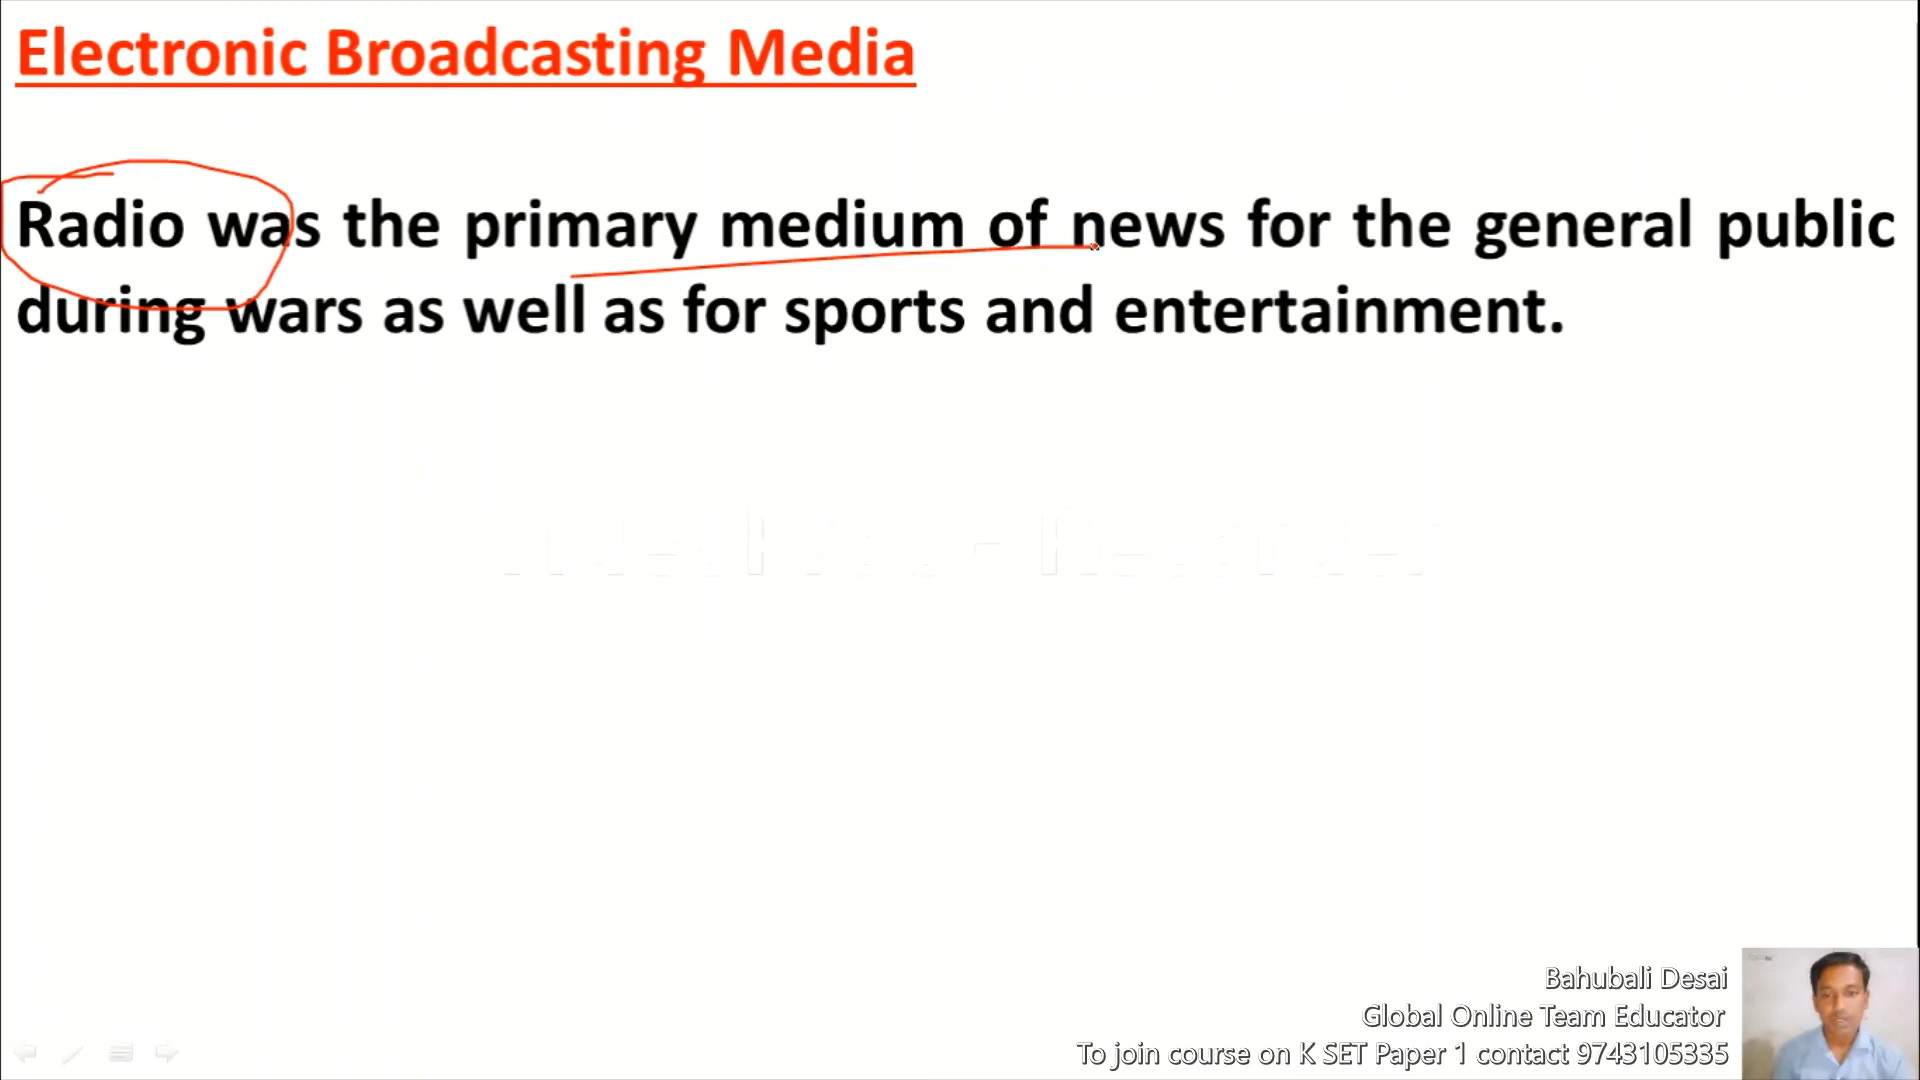 Electronic Broadcasting Media
Radio was the primary medium of news for the general public
during wars as well as for sports and entertainment.
Bahubali Desai
Global Online Team Educator
To join course on K SET Paper 1 contact 9743105335